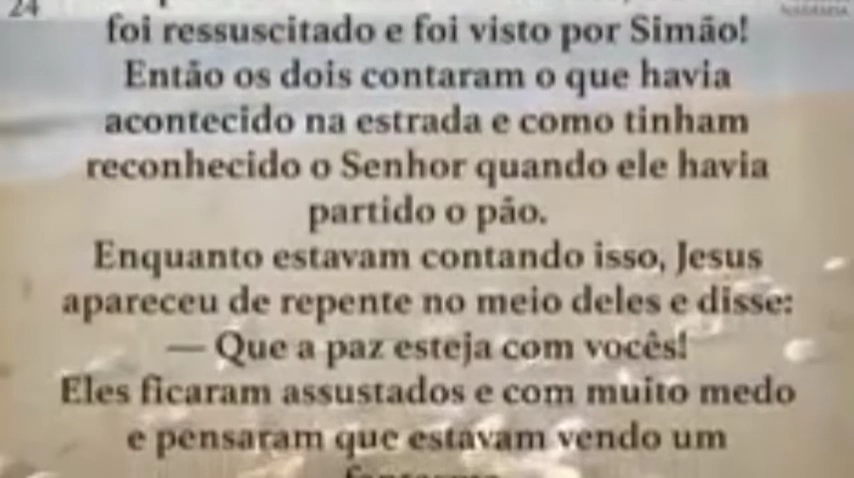 24
foi ressuscitado e foi visto por Simão!
Então os dois contaram o que havia
acontecido na estrada e como tinham
reconhecido o Senhor quando ele havia
partido o pão.
Enquanto estavam contando isso, Jesus
apareceu de repente no meio deles e disse:
— Que a paz esteja com vocês!
Eles ficaram assustados e com muito medo
e pensaram que estavam vendo um